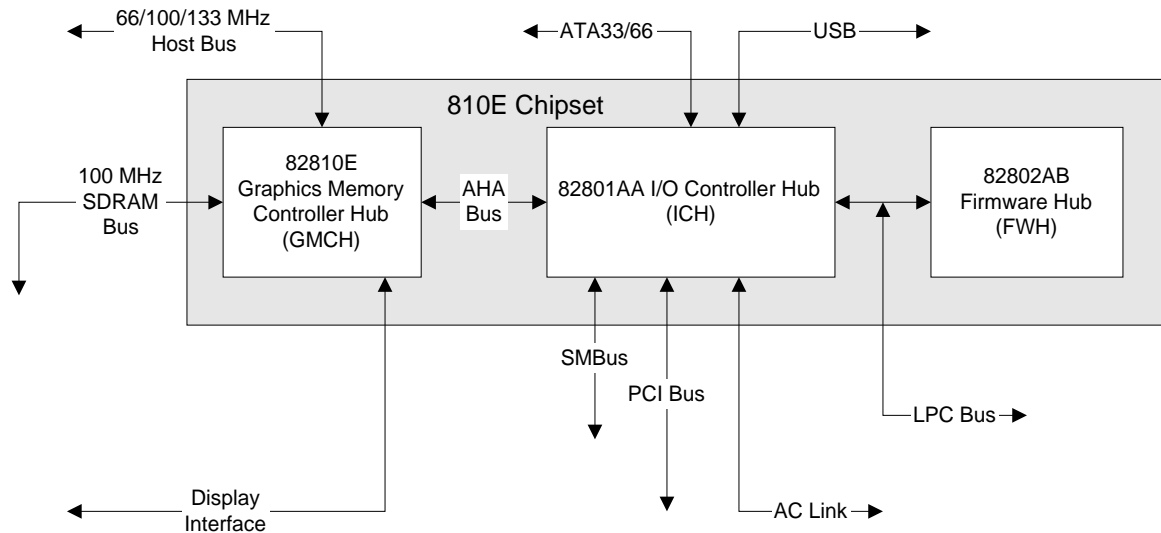 66/100/133 MHz
Host Bus
ATA33/66
USB
810E Chipset
100 MHz
SDRAM
Bus
82810E
Graphics Memory
Controller Hub
(GMCH)
AHA
Bus
82801AA I/O Controller Hub
(ICH)
82802AB
Firmware Hub
(FWH)
SMBus
PCI Bus
LPC Bus
Display
Interface
AC Link